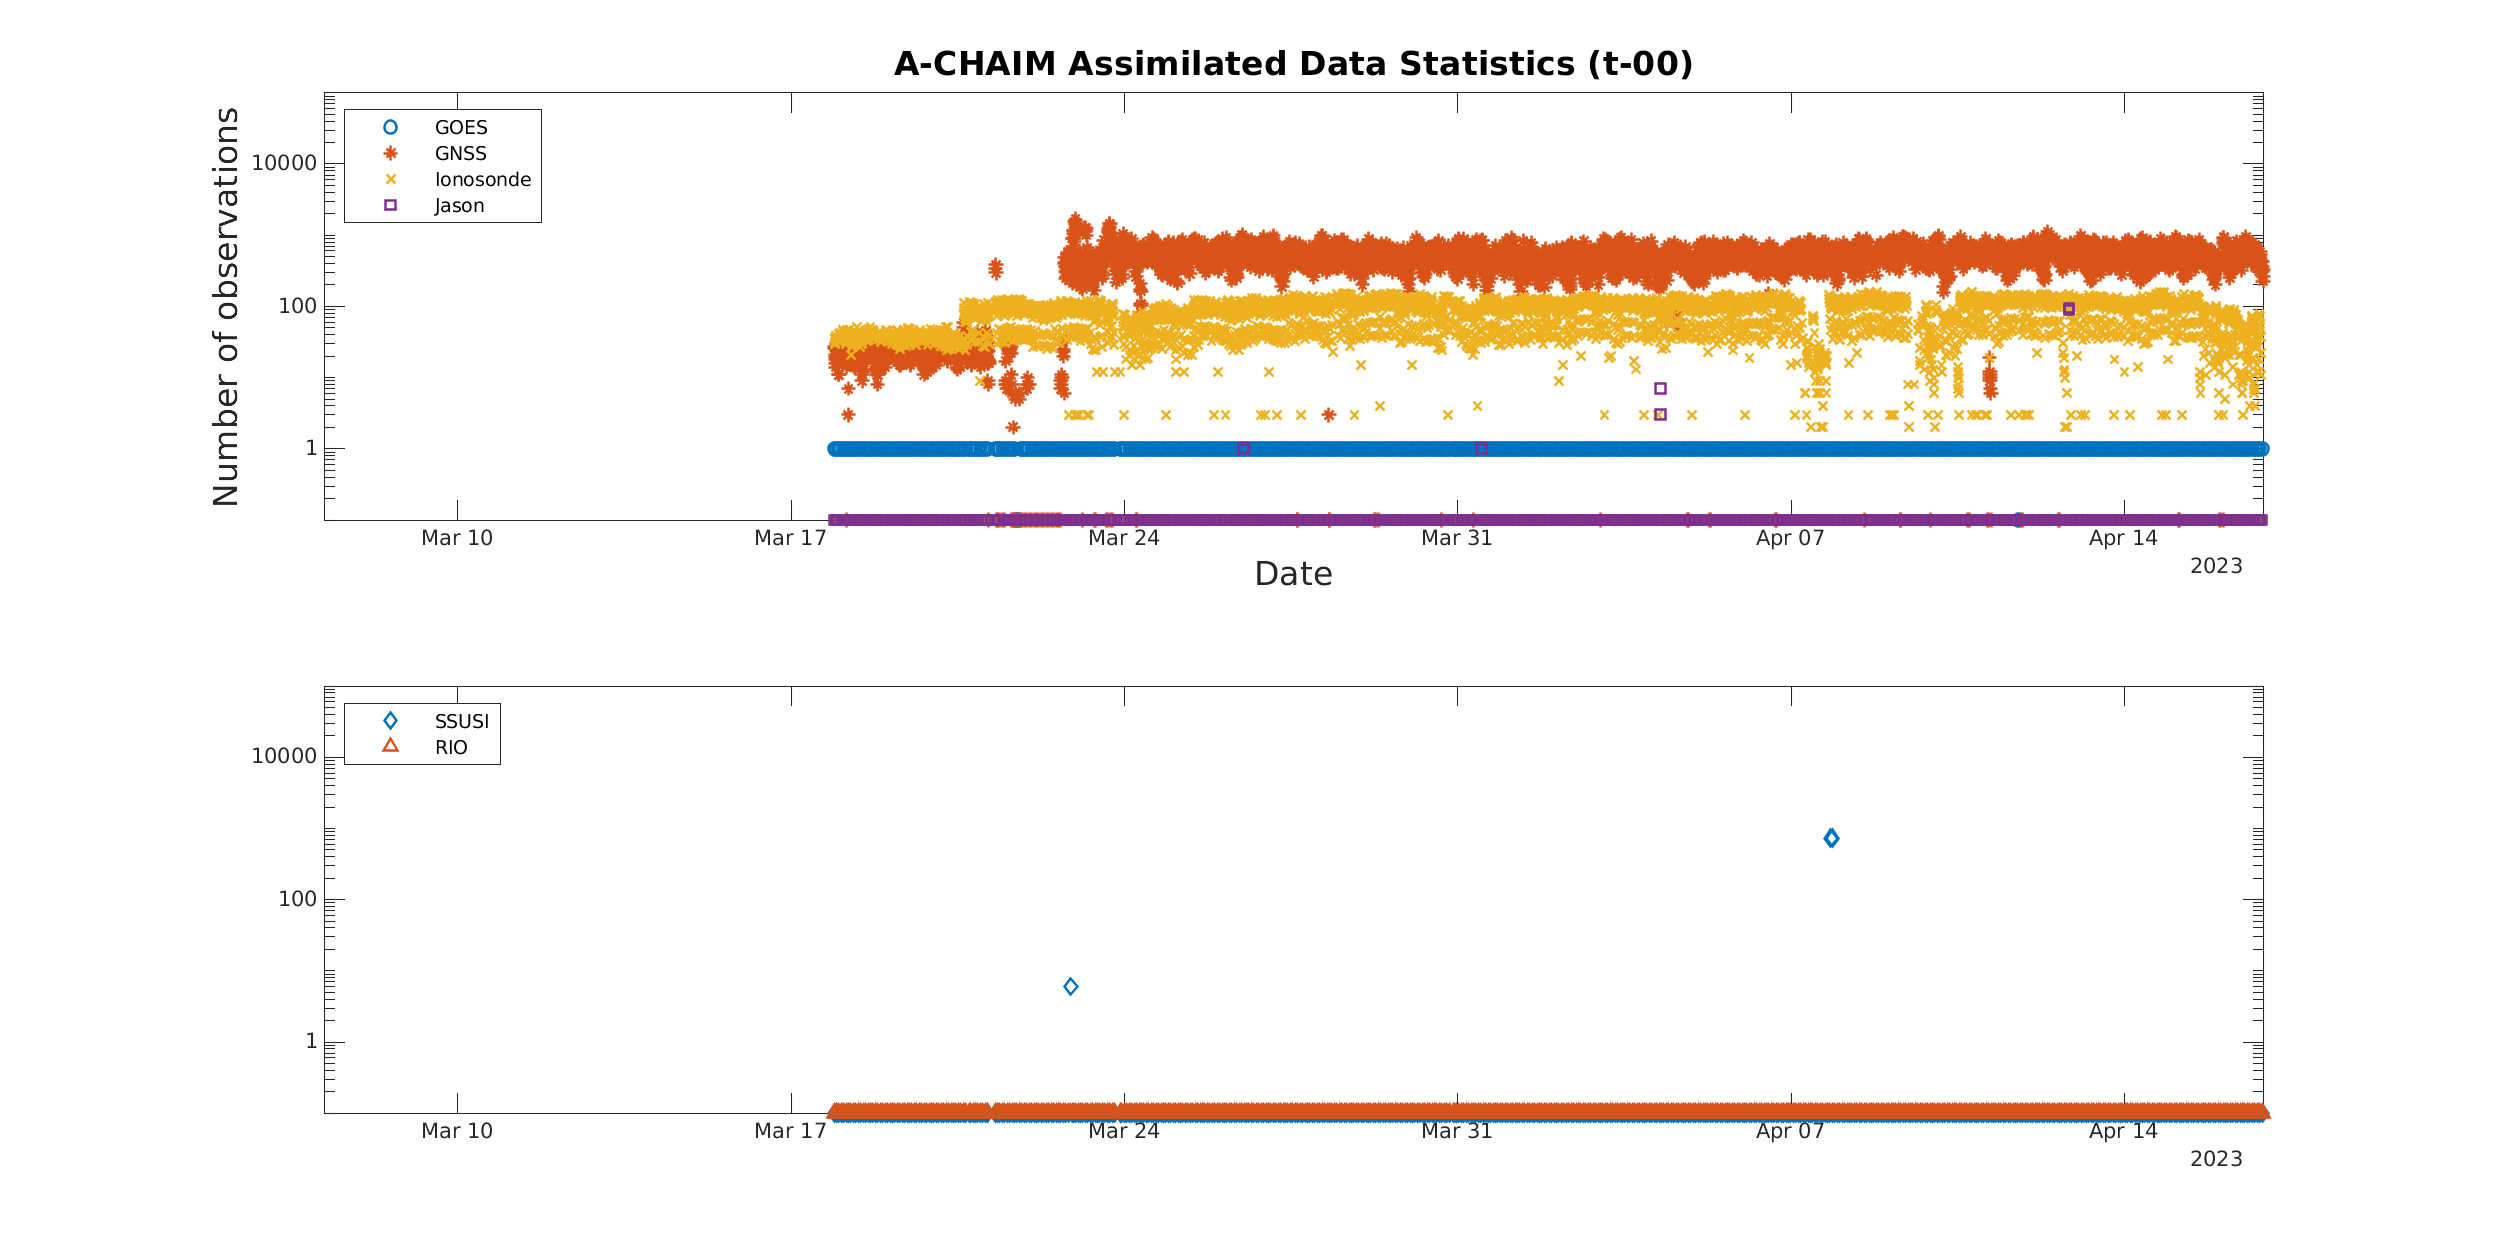 A-CHAIM Assimilated Data Statistics (t-00)
Number of observations
10000
100
1
GOES
GNSS
Ionosonde
Jason
Mar 10
Mar 17
Mar 24
Mar 31
Apr 07
Apr 14
2023
Date
10000
100
1
SSUSI
RIO
Mar 10
Mar 17
Mar 24
Mar 31
Apr 07
Apr 14
2023